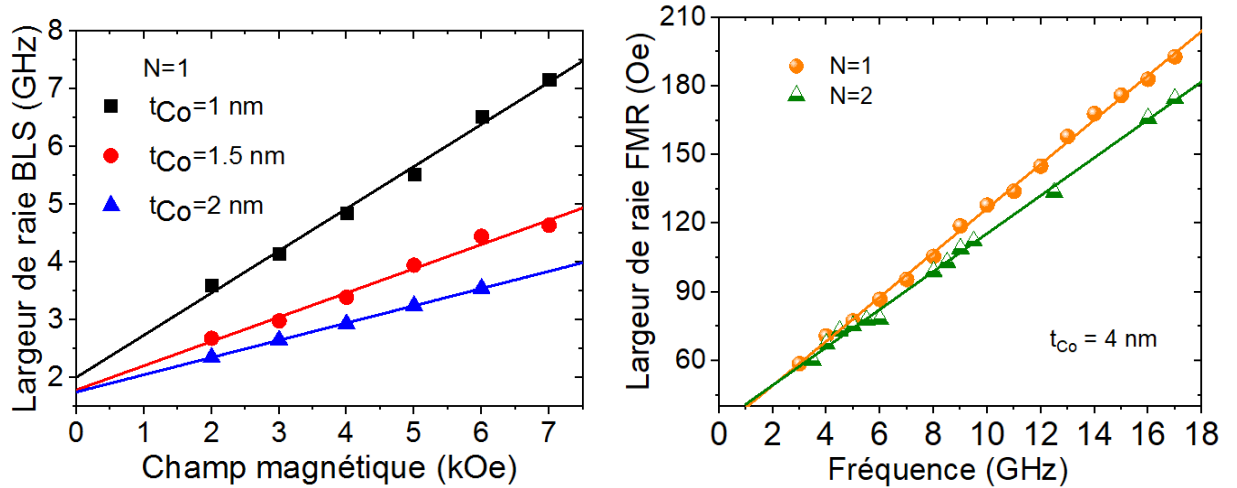 Largeur de raie BLS (GHz)
8
7
6
5
4
3
2
N=1
tCo=1 nm
tCo=1.5 nm
tCo=2 nm
0 1 2 3 4 5 6 7
Champ magnétique (kOe)
Largeur de raie FMR (Oe)
210
180
150
120
90
60
N=1
N=2
tCo = 4 nm
0 2 4 6 8 10 12 14 16 18
Fréquence (GHz)